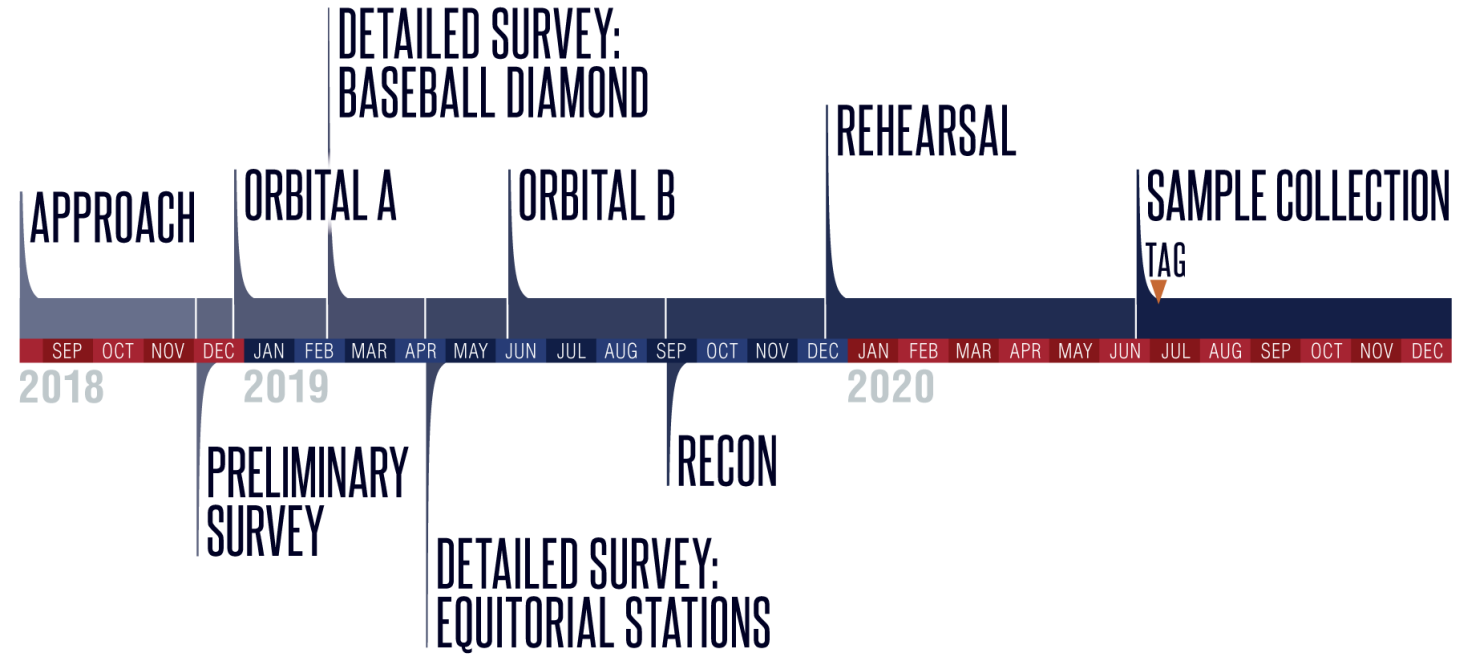 DETAILED SURVEY:
BASEBALL DIAMOND
REHEARSAL
APPROACH
ORBITAL A
ORBITAL B
SAMPLE COLLECTION
TAG
SEP OCT NOV DEC JAN FEB MAR APR MAY JUN JUL AUG SEP OCT NOV DEC JAN FEB MAR APR MAY JUN JUL AUG SEP OCT NOV DEC
2018 2019 2020
PRELIMINARY
SURVEY
RECON
DETAILED SURVEY:
EQUITORIAL STATIONS